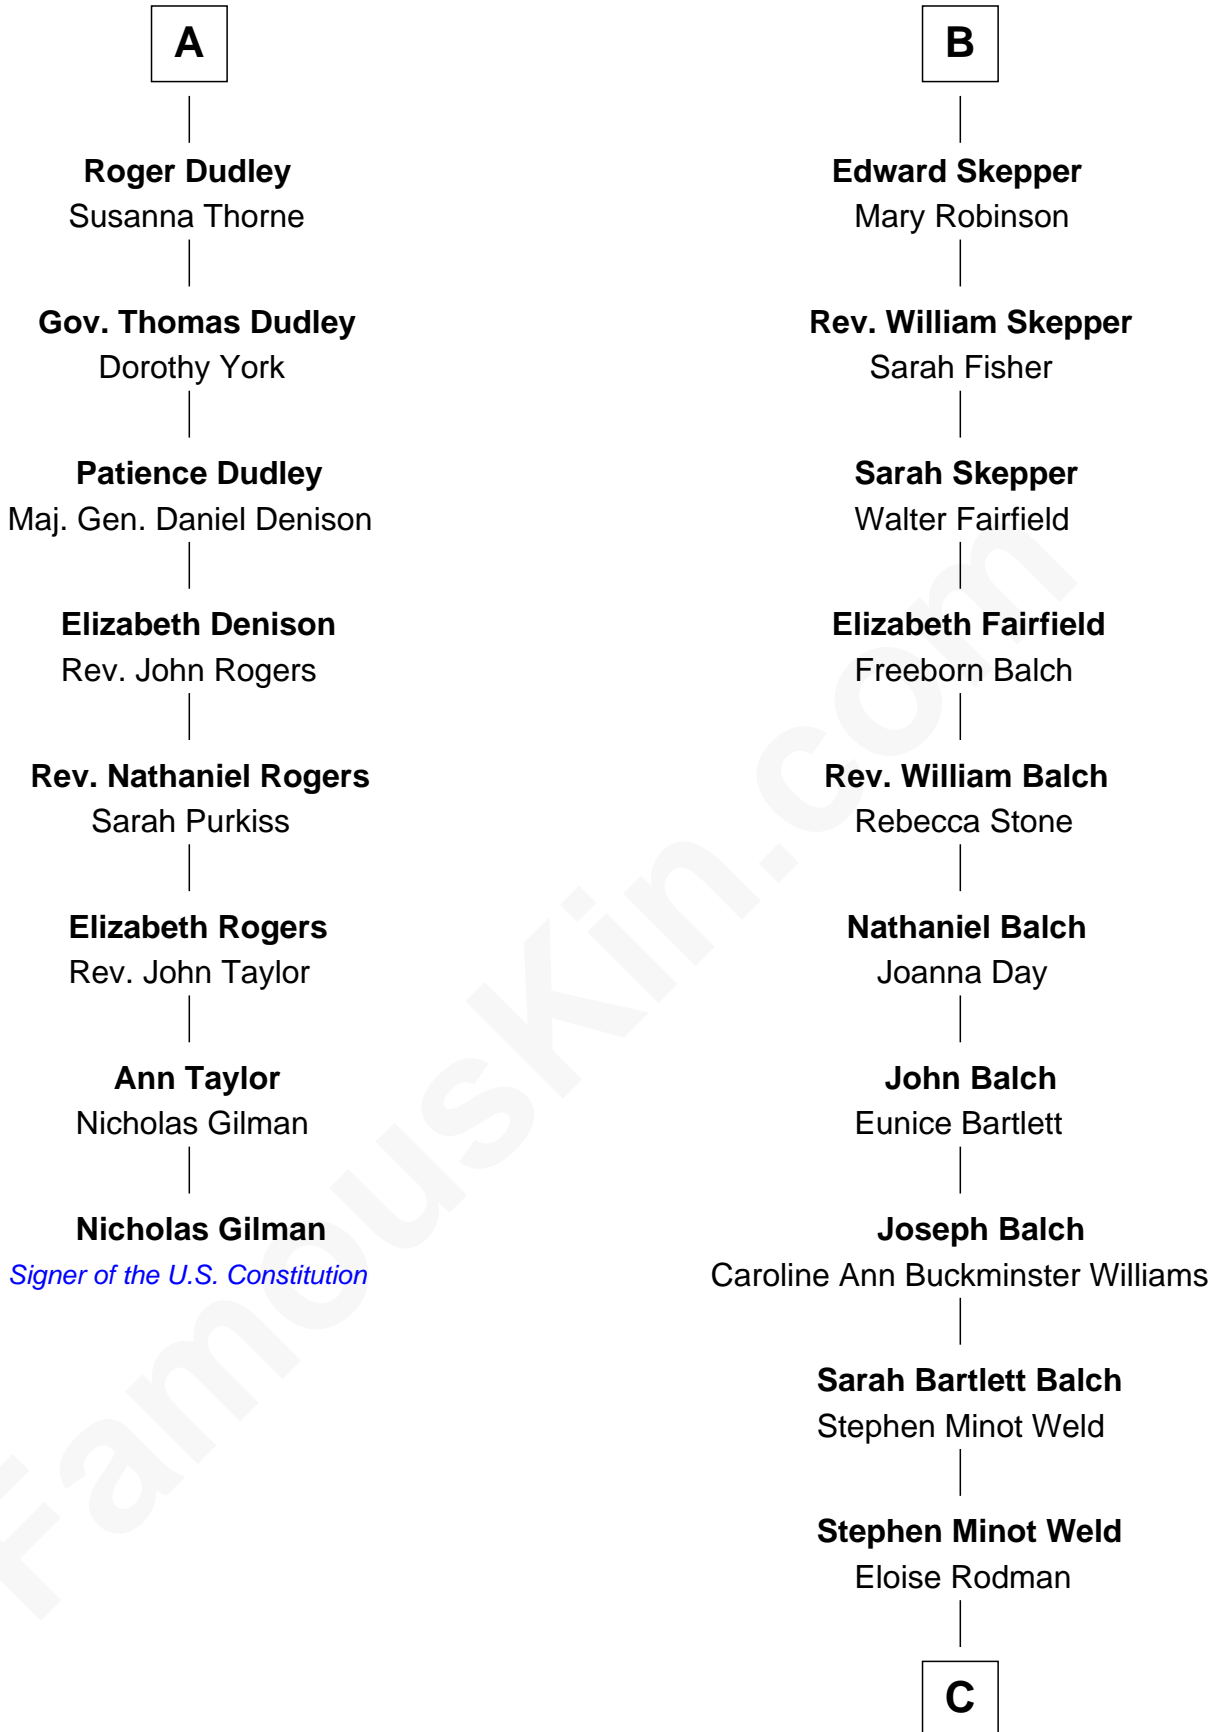 A
Roger Dudley
Susanna Thorne
Gov. Thomas Dudley
Dorothy York
Patience Dudley
Maj. Gen. Daniel Denison
Elizabeth Denison
Rev. John Rogers
Rev. Nathaniel Rogers
Sarah Purkiss
Elizabeth Rogers
Rev. John Taylor
Ann Taylor
Nicholas Gilman
Nicholas Gilman
Signer of the U.S. Constitution
B
Edward Skepper
Mary Robinson
Rev. William Skepper
Sarah Fisher
Sarah Skepper
Walter Fairfield
Elizabeth Fairfield
Freeborn Balch
Rev. William Balch
Rebecca Stone
Nathaniel Balch
Joanna Day
John Balch
Eunice Bartlett
Joseph Balch
Caroline Ann Buckminster Williams
Sarah Bartlett Balch
Stephen Minot Weld
Stephen Minot Weld
Eloise Rodman
C
FamousKin.com